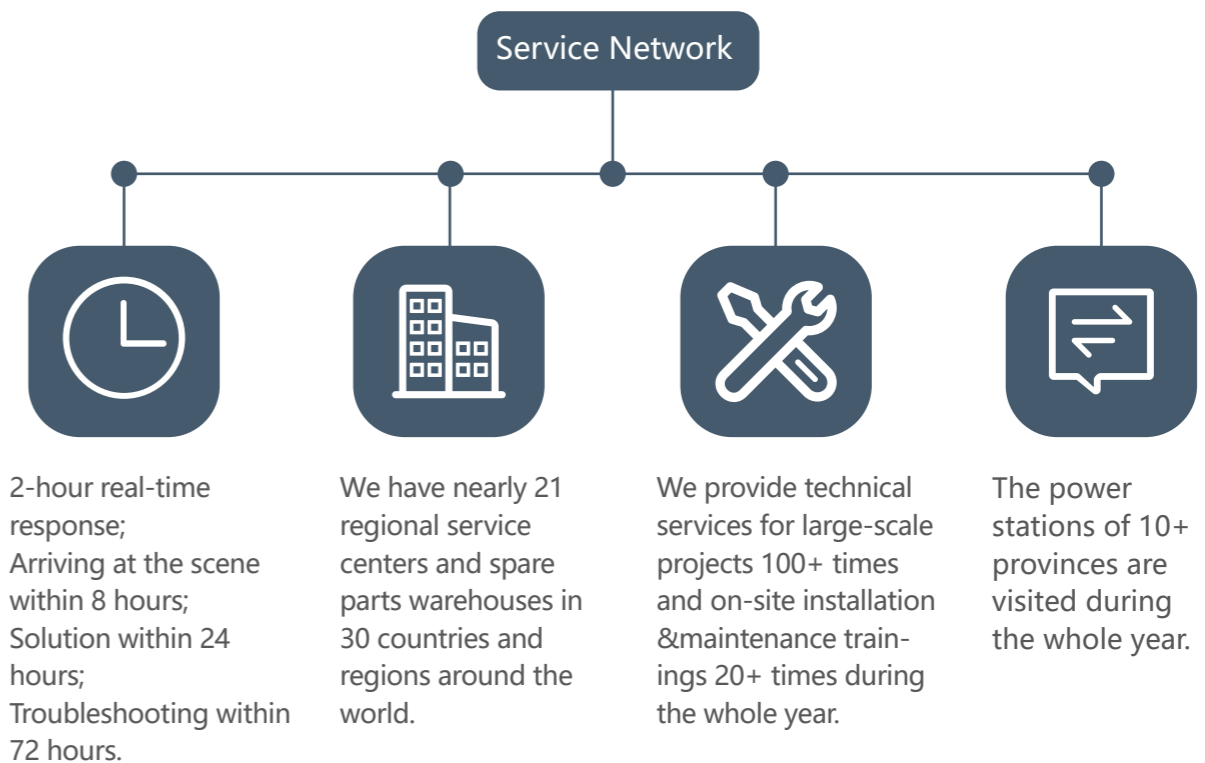 Service Network
2-hour real-time
response;
Arriving at the scene
within 8 hours;
Solution within 24
hours;
Troubleshooting within
72 hours.
We have nearly 21
regional service
centers and spare
parts warehouses in
30 countries and
regions around the
world.
We provide technical
services for large-scale
projects 100+ times
and on-site installation
&maintenance train-
ings 20+ times during
the whole year.
The power
stations of 10+
provinces are
visited during
the whole year.